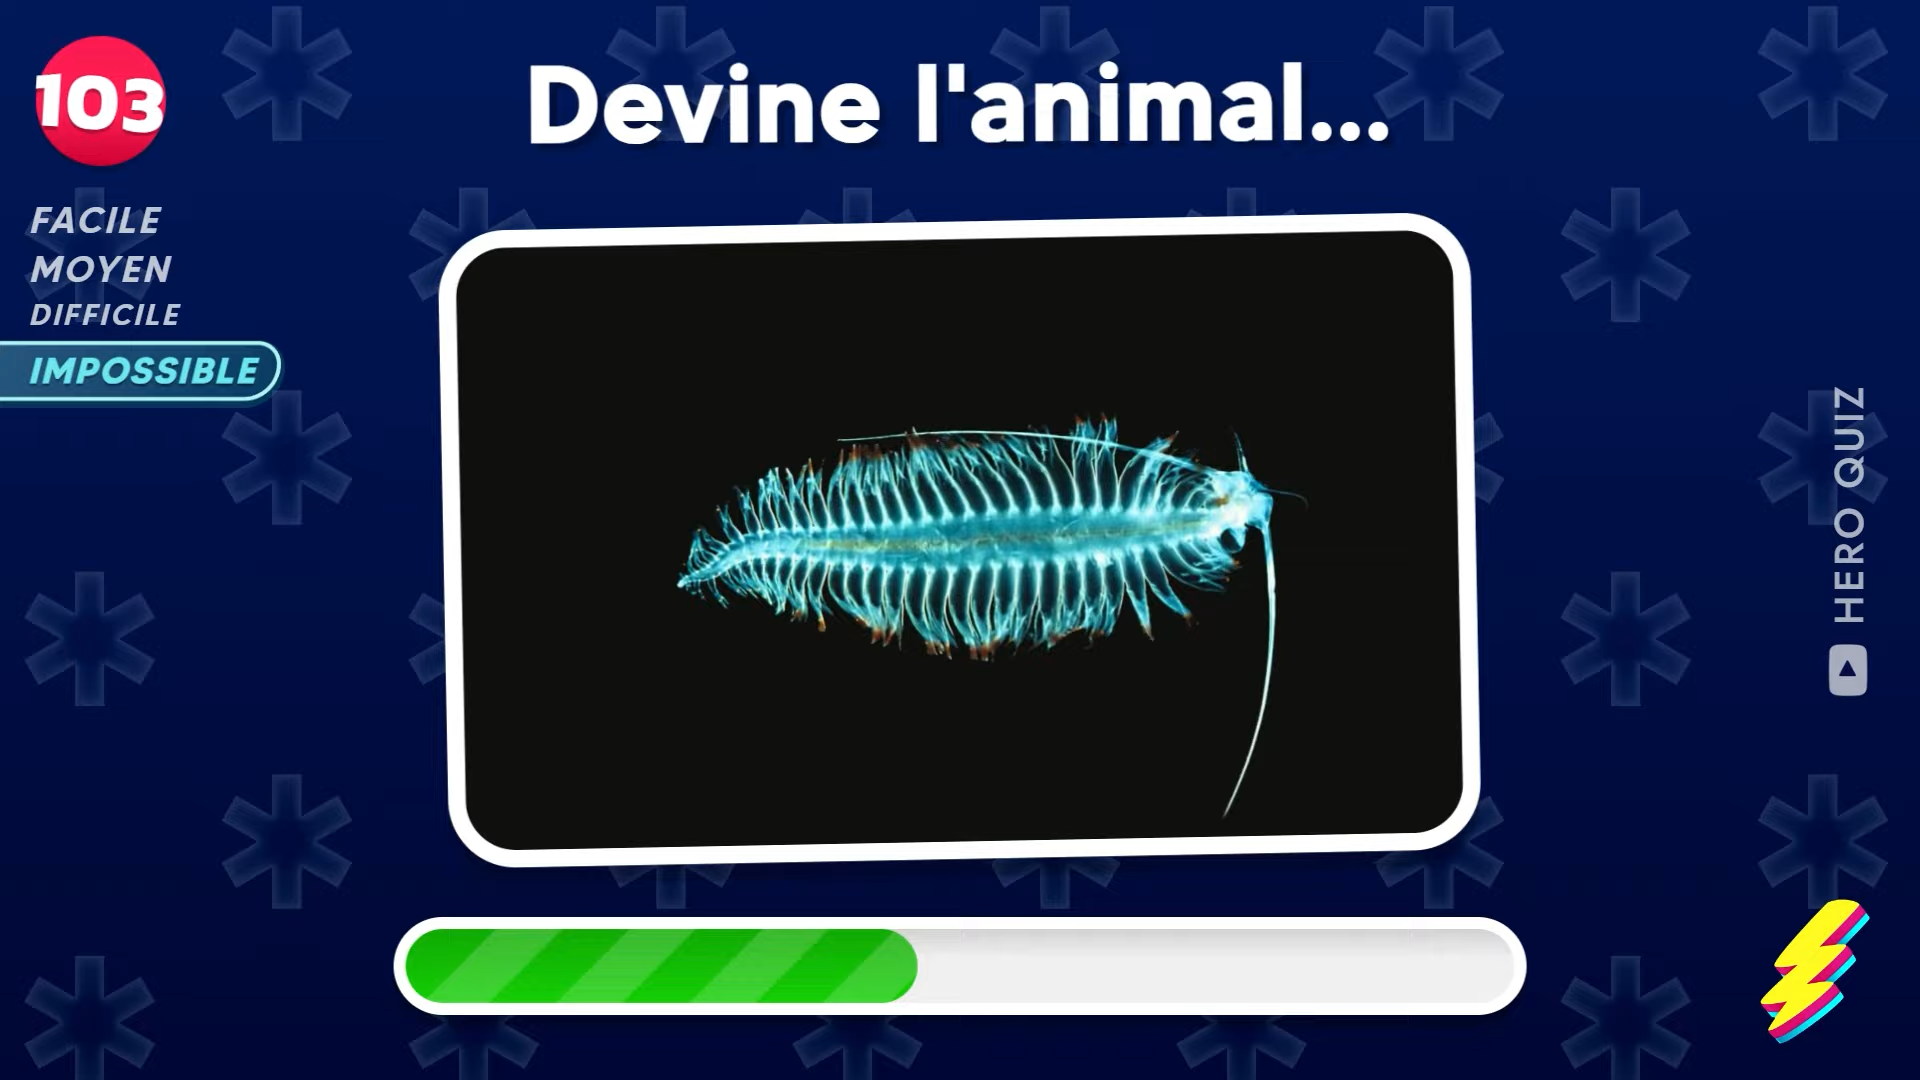 103
Devine l'animal...
FACILE
MOYEN
DIFFICILE
IMPOSSIBLE
HERO QUIZ